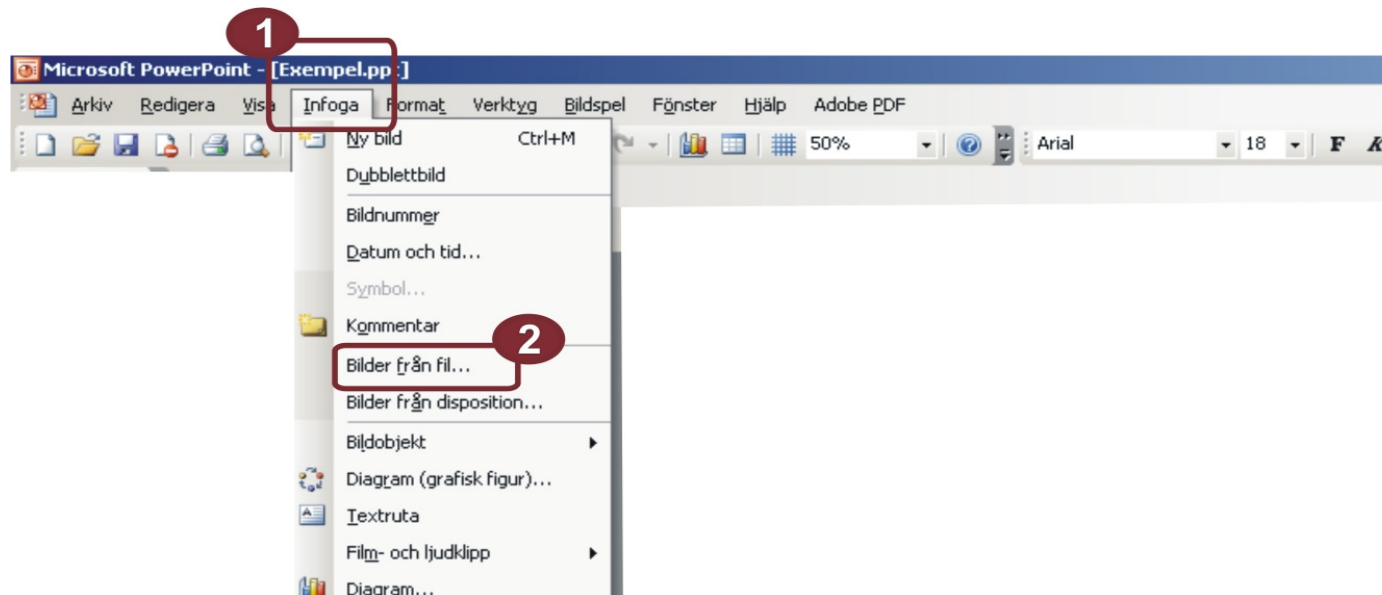 1
Microsoft PowerPoint - [Exempel.ppt]
Arkiv Redigera Visa Infoga Format Verktyg Bildspel Fönster Hjälp Adobe PDF
50% Arial 18 F K
Ny bild Ctrl+M
Dubblettbild
Bildnummer
Datum och tid...
Symbol...
Kommentar
2
Bilder från fil...
Bilder från disposition...
Bildobjekt
Diagram (grafisk figur)...
Textruta
Film- och ljudklipp
Diagram...